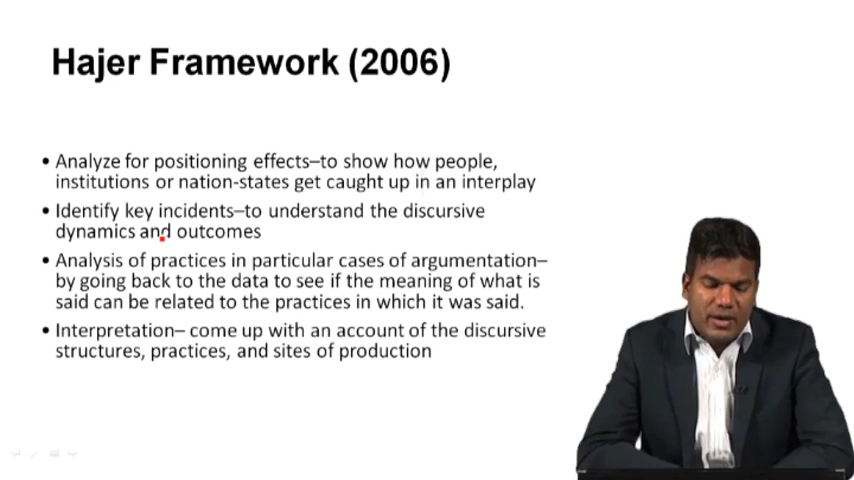 Hajer Framework (2006)
• Analyze for positioning effects–to show how people,
institutions or nation-states get caught up in an interplay
• Identify key incidents–to understand the discursive
dynamics and outcomes
• Analysis of practices in particular cases of argumentation–
by going back to the data to see if the meaning of what is
said can be related to the practices in which it was said.
• Interpretation– come up with an account of the discursive
structures, practices, and sites of production